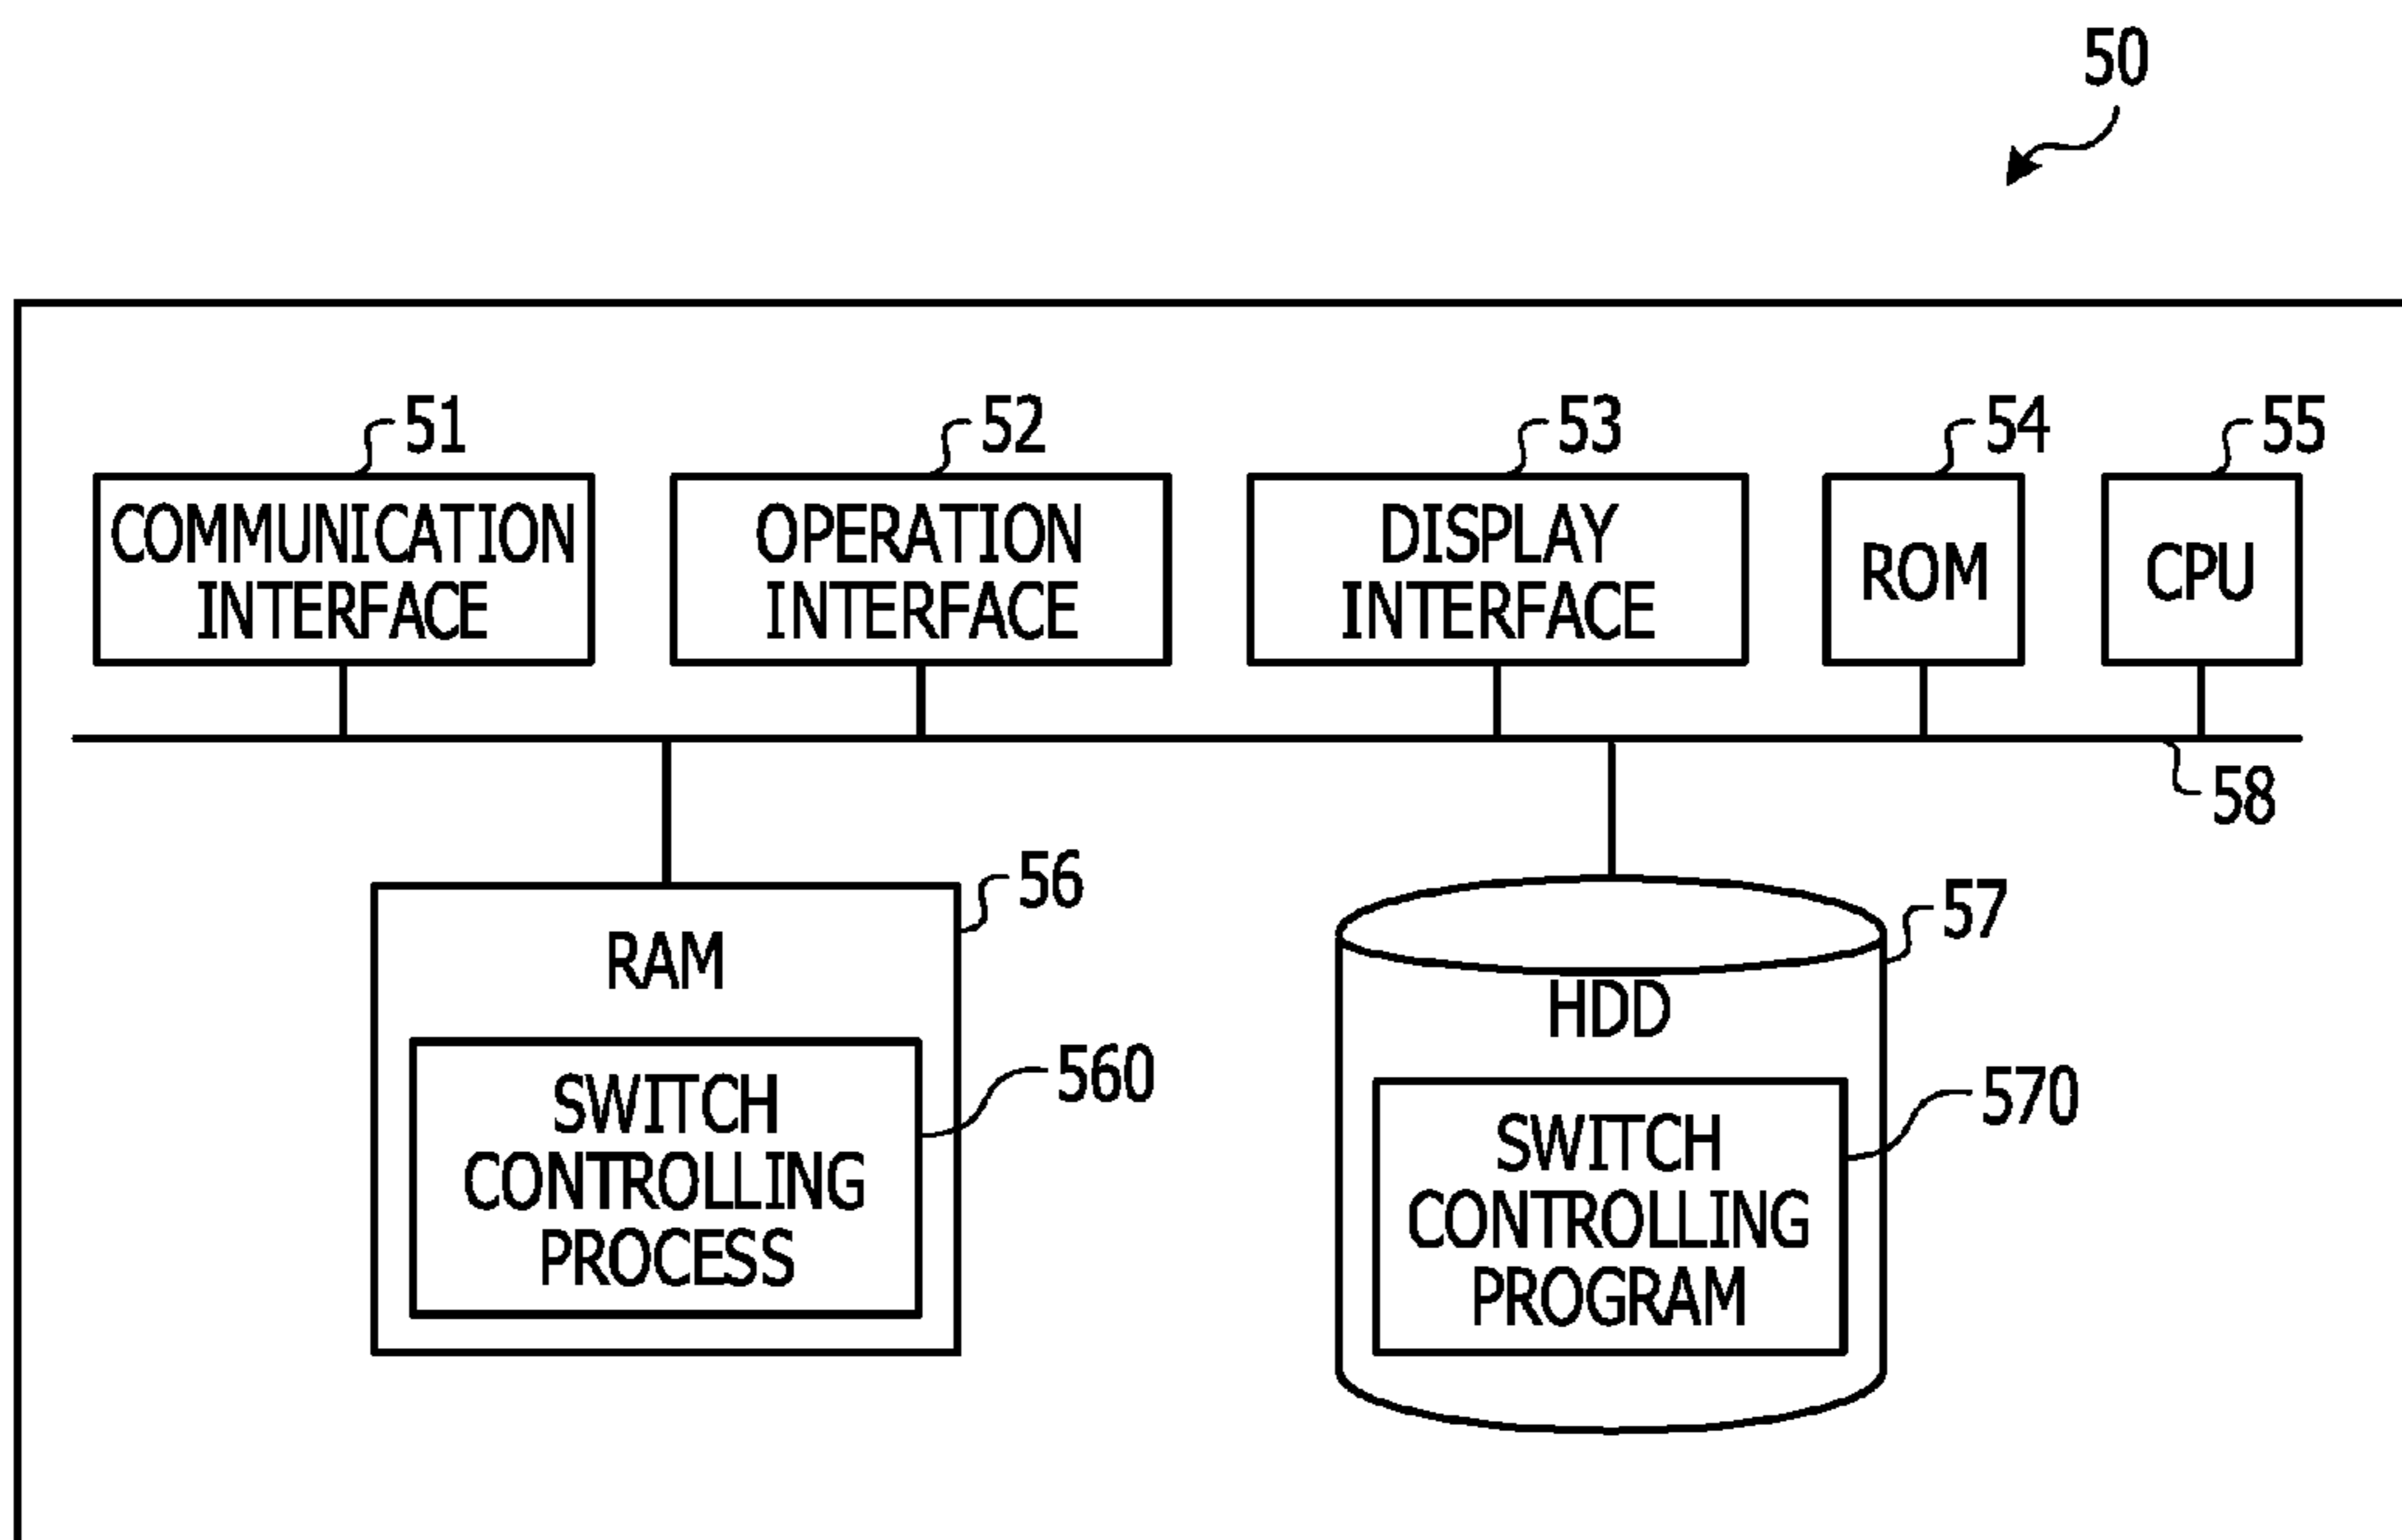 50
51
52
53
54
55
COMMUNICATION
INTERFACE
OPERATION
INTERFACE
DISPLAY
INTERFACE
ROM
CPU
58
56
57
RAM
HDD
560
570
SWITCH
CONTROLLING
PROCESS
SWITCH
CONTROLLING
PROGRAM